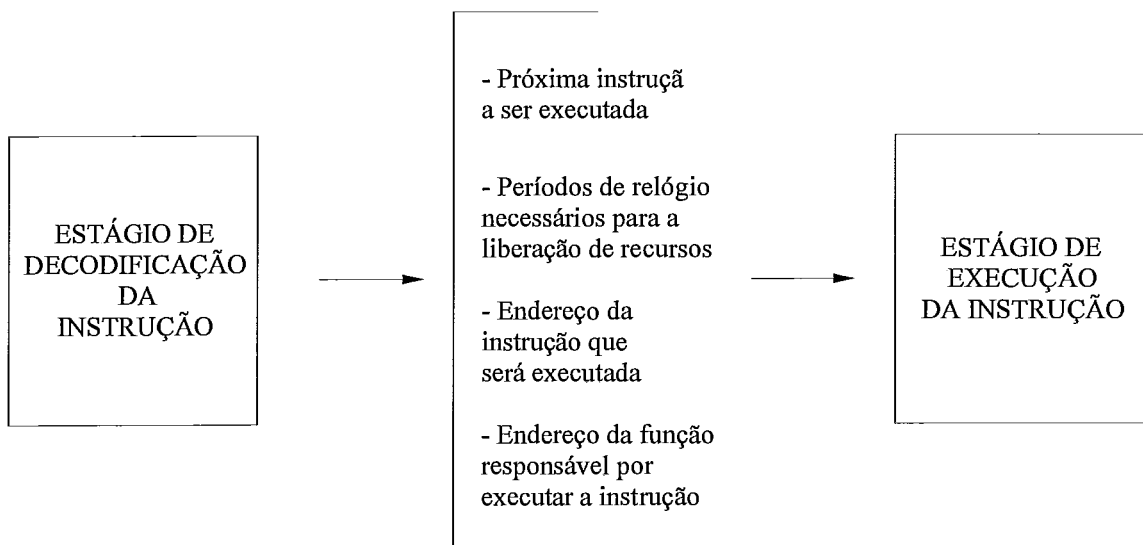 ESTÁGIO DE
DECODIFICAÇÃO
DA
INSTRUÇÃO
- Próxima instruçã
a ser executada
- Períodos de relógio
necessários para a
liberação de recursos
- Endereço da
instrução que
será executada
- Endereço da função
responsável por
executar a instrução
ESTÁGIO DE
EXECUÇÃO
DA INSTRUÇÃO